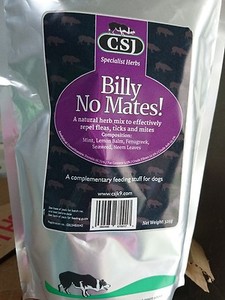 CSJ
Specialist Herbs
Billy
No Mates!
A natural herb mix to effectively
repel fleas, ticks and mites
Composition:
Mint, Lemon Balm, Fenugreek,
Seaweed, Neem Leaves
A complementary feeding stuff for dogs
www.csjk9.com